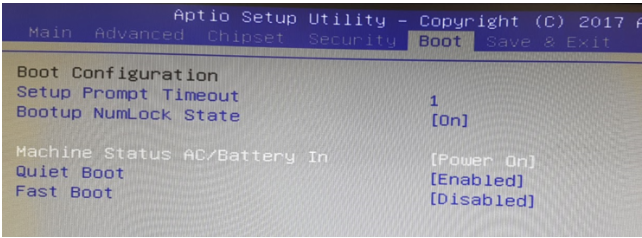 Aptio Setup Utility – Copyright (C) 2017 A
Main Advanced Chipset Security Boot Save & Exit
Boot Configuration
Setup Prompt Timeout 1
Bootup NumLock State [On]
Machine Status AC/Battery In [Power On]
Quiet Boot [Enabled]
Fast Boot [Disabled]